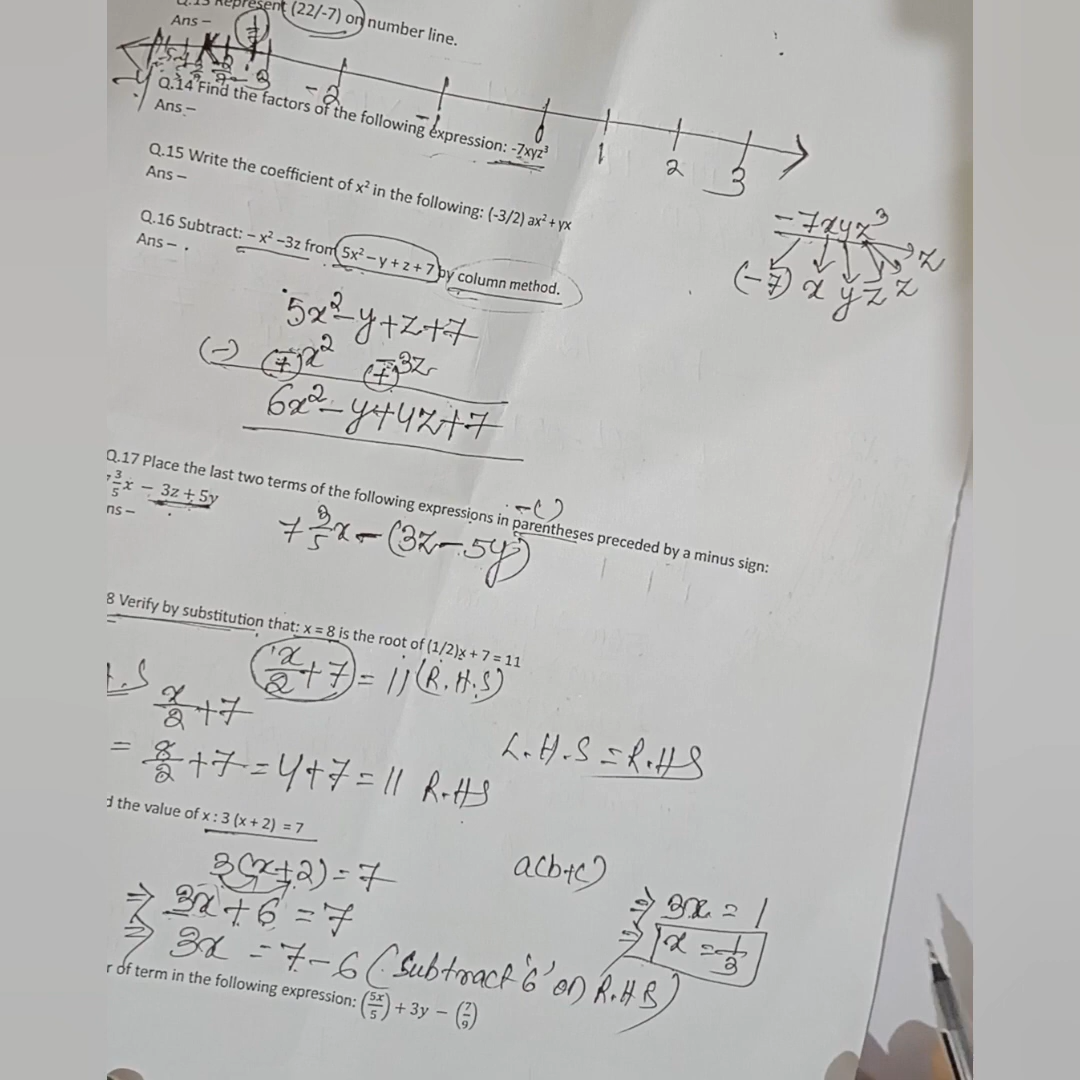 Q.13 Represent (22/-7) on number line.
Ans –
-2 -1 0 1 2 3
Q.14 Find the factors of the following expression: -7xyz³
Ans –
-7xyz³
(-7) x y z z z
Q.15 Write the coefficient of x² in the following: (-3/2) ax² + yx
Ans –
Q.16 Subtract: – x² –3z from 5x² – y + z + 7 by column method.
Ans –
5x²-y+z+7
(-) x² 3z
6x²-y+4z+7
Q.17 Place the last two terms of the following expressions in parentheses preceded by a minus sign:
-( )
3/5 x – 3z + 5y
ns –
7 3/5 x-(3z-5y)
8 Verify by substitution that: x = 8 is the root of (1/2)x + 7 = 11
x/2+7 = 11 (R.H.S)
.S
x/2+7
= 8/2+7=4+7=11 R.HS
L.H.S = R.HS
d the value of x : 3 (x + 2) = 7
3(x+2)=7
a(b+c)
⇒ 3x+6=7
⇒ 3x =7-6 (Subtract '6' on R.H.S)
⇒ 3x = 1
⇒ x = 1/3
r of term in the following expression: (5x/5) + 3y – (7/9)